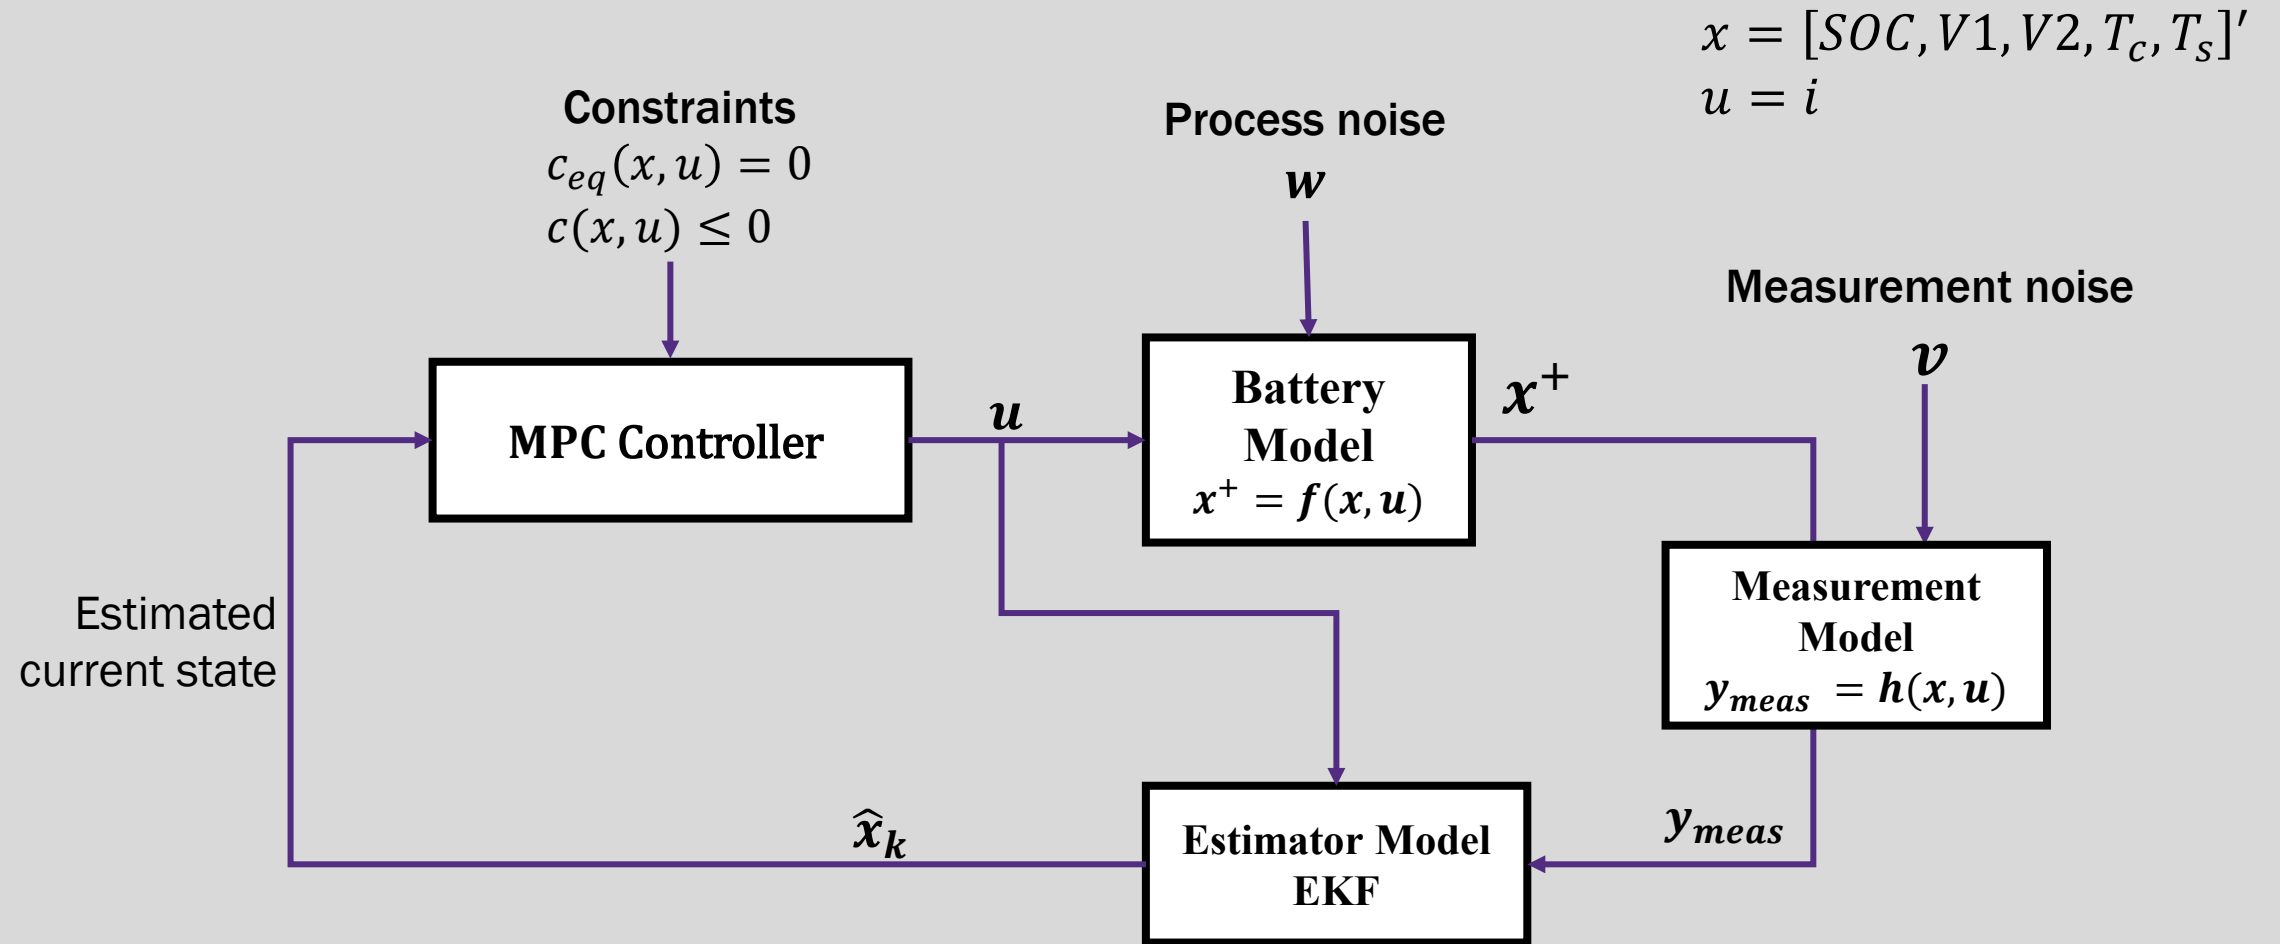 x = [SOC, V1, V2, T_c, T_s]′
u = i
Constraints
c_eq(x, u) = 0
c(x, u) ≤ 0
Process noise
w
Measurement noise
v
MPC Controller
u
Battery
Model
x⁺ = f(x, u)
x⁺
Measurement
Model
y_meas = h(x, u)
Estimated
current state
x̂_k
Estimator Model
EKF
y_meas